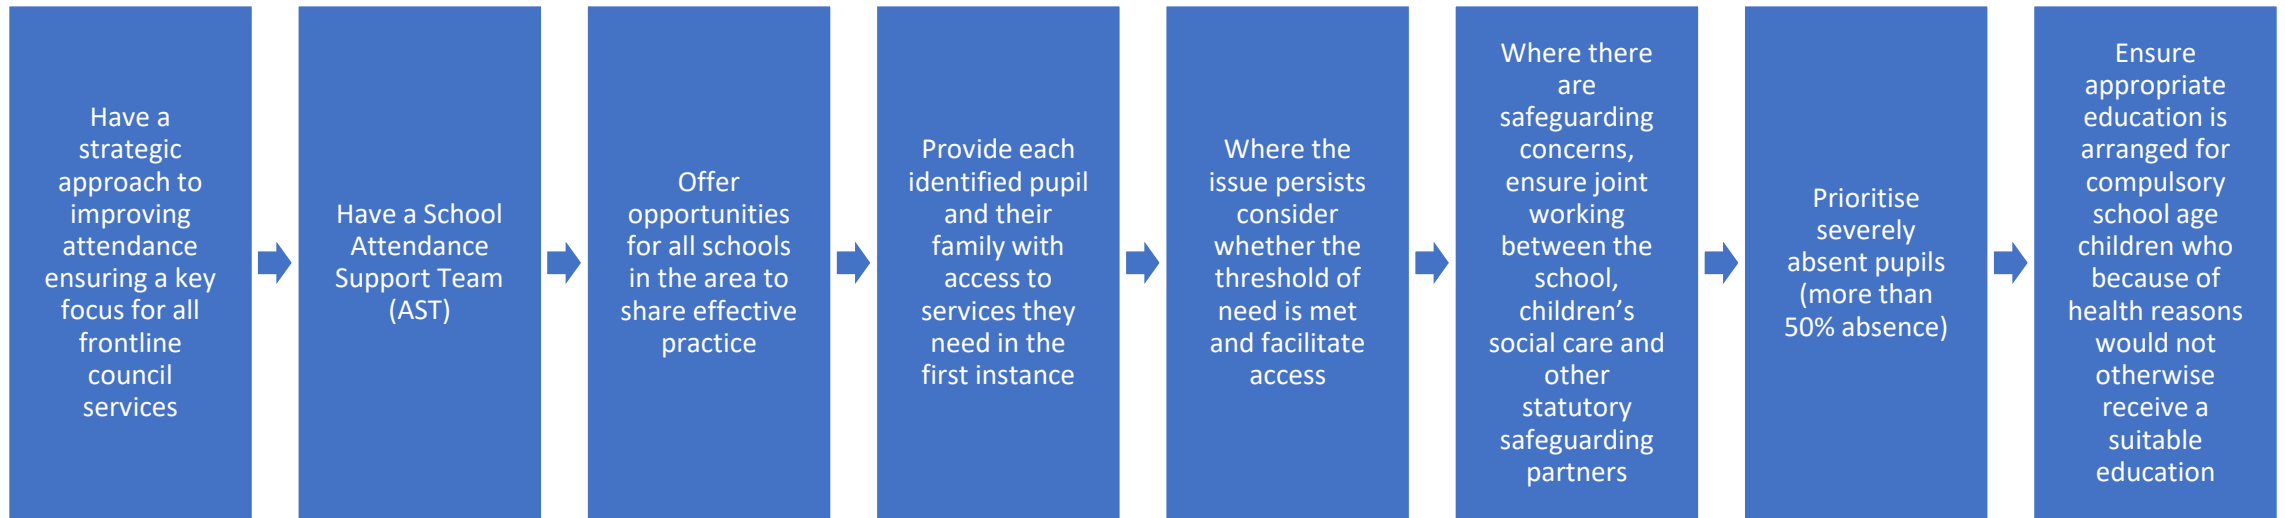 Have a
strategic
approach to
improving
attendance
ensuring a key
focus for all
frontline
council
services
Have a School
Attendance
Support Team
(AST)
Offer
opportunities
for all schools
in the area to
share effective
practice
Provide each
identified pupil
and their
family with
access to
services they
need in the
first instance
Where the
issue persists
consider
whether the
threshold of
need is met
and facilitate
access
Where there
are
safeguarding
concerns,
ensure joint
working
between the
school,
children’s
social care and
other
statutory
safeguarding
partners
Prioritise
severely
absent pupils
(more than
50% absence)
Ensure
appropriate
education is
arranged for
compulsory
school age
children who
because of
health reasons
would not
otherwise
receive a
suitable
education